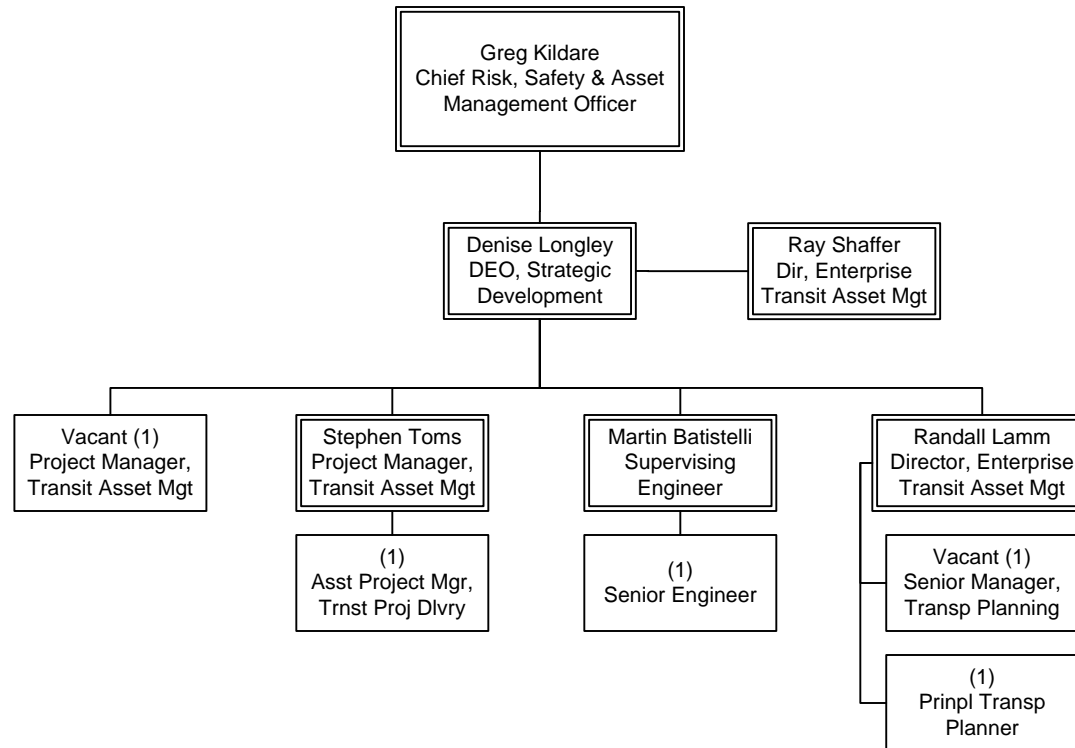 Greg Kildare
Chief Risk, Safety & Asset
Management Officer
Denise Longley
DEO, Strategic
Development
Ray Shaffer
Dir, Enterprise
Transit Asset Mgt
Vacant (1)
Project Manager,
Transit Asset Mgt
Stephen Toms
Project Manager,
Transit Asset Mgt
Martin Batistelli
Supervising
Engineer
Randall Lamm
Director, Enterprise
Transit Asset Mgt
(1)
Asst Project Mgr,
Trnst Proj Dlvry
(1)
Senior Engineer
Vacant (1)
Senior Manager,
Transp Planning
(1)
Prinpl Transp
Planner